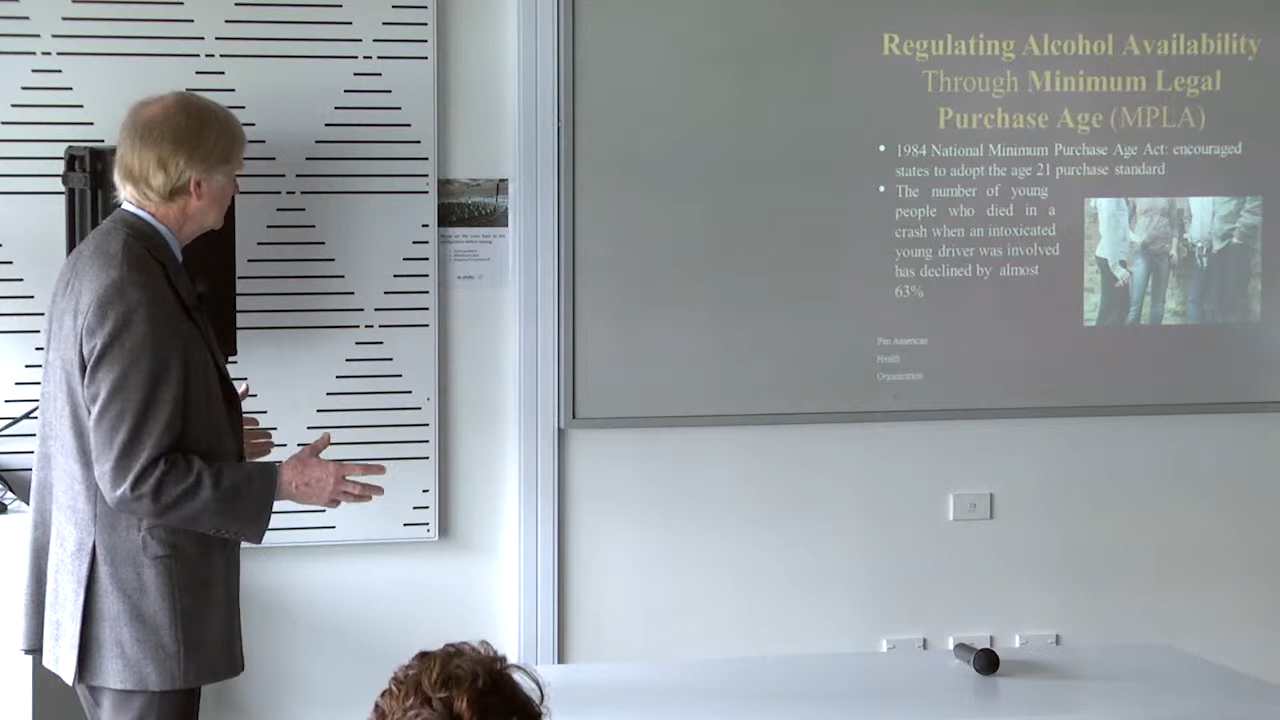 Regulating Alcohol Availability
Through Minimum Legal
Purchase Age (MPLA)
• 1984 National Minimum Purchase Age Act: encouraged
states to adopt the age 21 purchase standard
• The number of young
people who died in a
crash when an intoxicated
young driver was involved
has declined by almost
63%
Pan American
Health
Organization